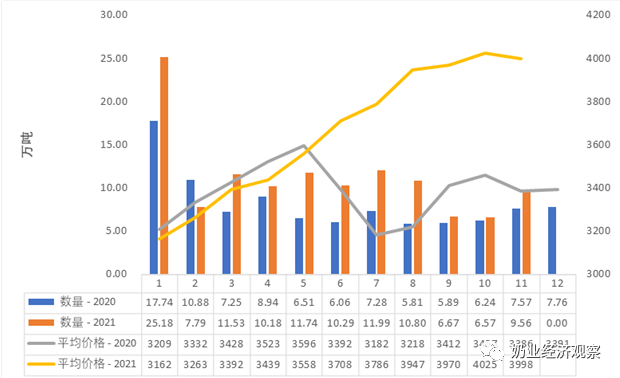 30.00 4200
25.00 4000
20.00 3800
万吨
15.00 3600
10.00 3400
5.00 3200
0.00 3000
1 2 3 4 5 6 7 8 9 10 11 12
数量 - 2020 17.74 10.88 7.25 8.94 6.51 6.06 7.28 5.81 5.89 6.24 7.57 7.76
数量 - 2021 25.18 7.79 11.53 10.18 11.74 10.29 11.99 10.80 6.67 6.57 9.56 0.00
平均价格 - 2020 3209 3332 3428 3523 3596 3392 3182 3218 3412
平均价格 - 2021 3162 3263 3392 3439 3558 3708 3786 3947 3970 4025 3998
奶业经济观察